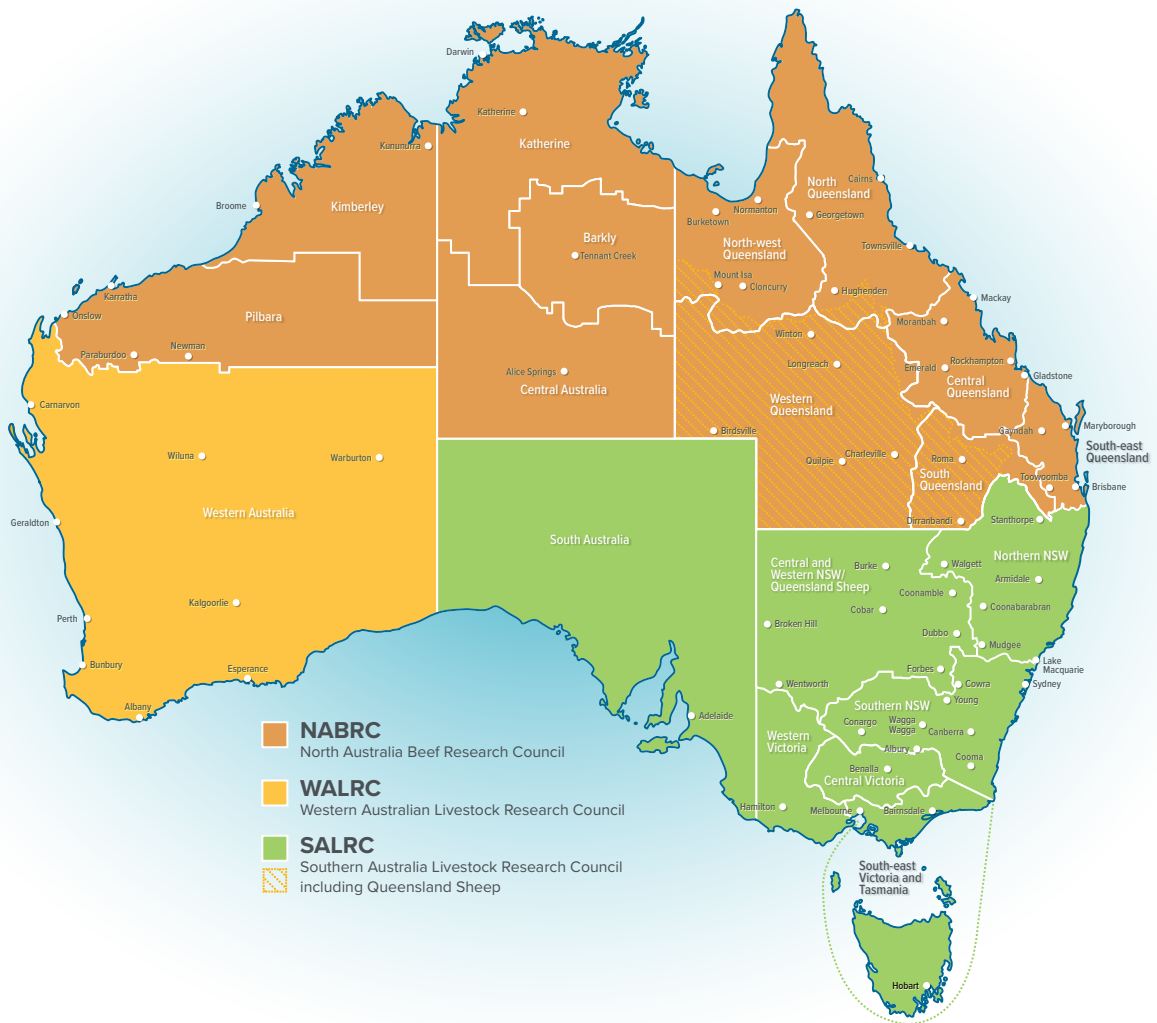 Darwin
Katherine
Katherine
Kununurra
Broome
Kimberley
Barkly
Tennant Creek
North
Queensland
Cairns
Georgetown
Normanton
Burketown
North-west
Queensland
Townsville
Mount Isa
Cloncurry
Hughenden
Karratha
Onslow
Pilbara
Paraburdoo
Newman
Mackay
Moranbah
Winton
Longreach
Emerald
Rockhampton
Gladstone
Central
Queensland
Alice Springs
Central Australia
Western
Queensland
Birdsville
Quilpie
Charleville
Gayndah
Maryborough
South-east
Queensland
Roma
South
Queensland
Toowoomba
Brisbane
Dirranbandi
Stanthorpe
Carnarvon
Wiluna
Warburton
Western Australia
Geraldton
Kalgoorlie
Perth
Bunbury
Esperance
Albany
South Australia
Adelaide
Central and
Western NSW/
Queensland Sheep
Burke
Walgett
Northern NSW
Armidale
Coonamble
Coonabarabran
Cobar
Broken Hill
Dubbo
Mudgee
Lake
Macquarie
Sydney
Forbes
Cowra
Young
Wentworth
Southern NSW
Conargo
Wagga
Wagga
Canberra
Western
Victoria
Albury
Cooma
Benalla
Central Victoria
Hamilton
Melbourne
Bairnsdale
South-east
Victoria and
Tasmania
Hobart
NABRC
North Australia Beef Research Council
WALRC
Western Australian Livestock Research Council
SALRC
Southern Australia Livestock Research Council
including Queensland Sheep